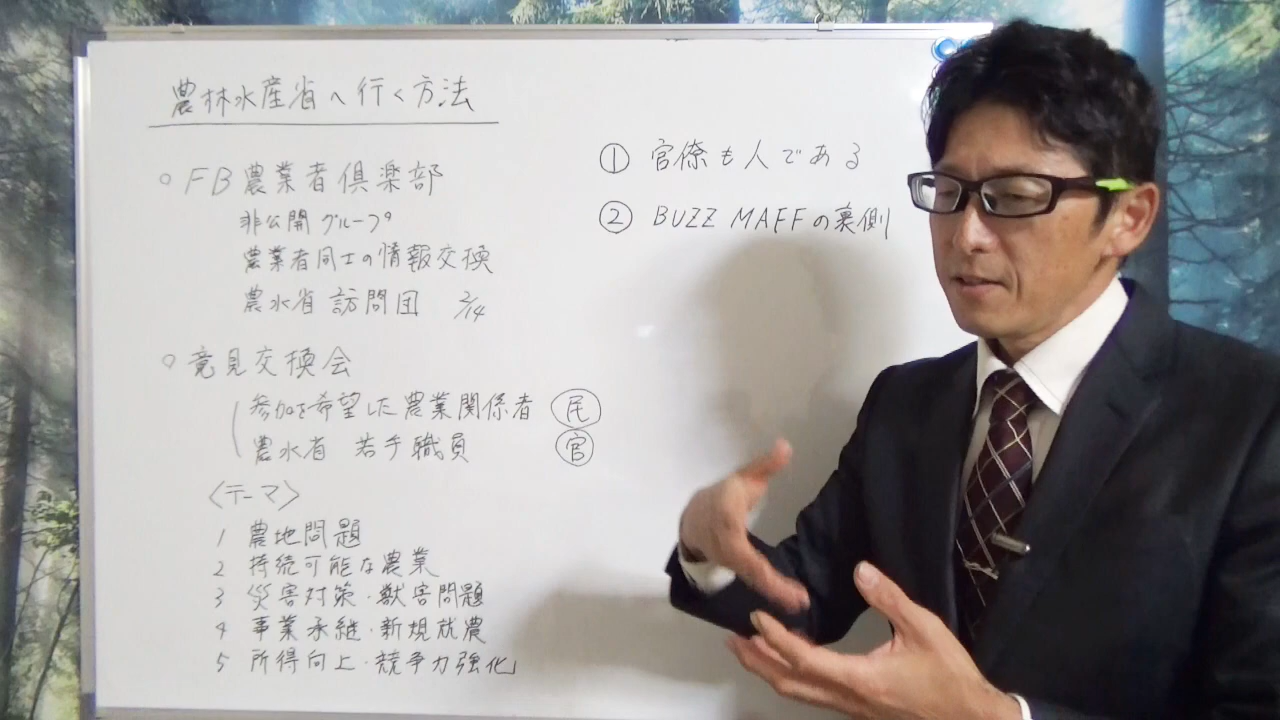 農林水産省へ行く方法
○ FB農業者倶楽部
非公開グループ
農業者同士の情報交換
農水省訪問団 2/14
○ 意見交換会
参加を希望した農業関係者 民
農水省 若手職員 官
〈テーマ〉
1 農地問題
2 持続可能な農業
3 災害対策・獣害問題
4 事業承継・新規就農
5 所得向上・競争力強化
① 官僚も人である
② BUZZ MAFFの裏側